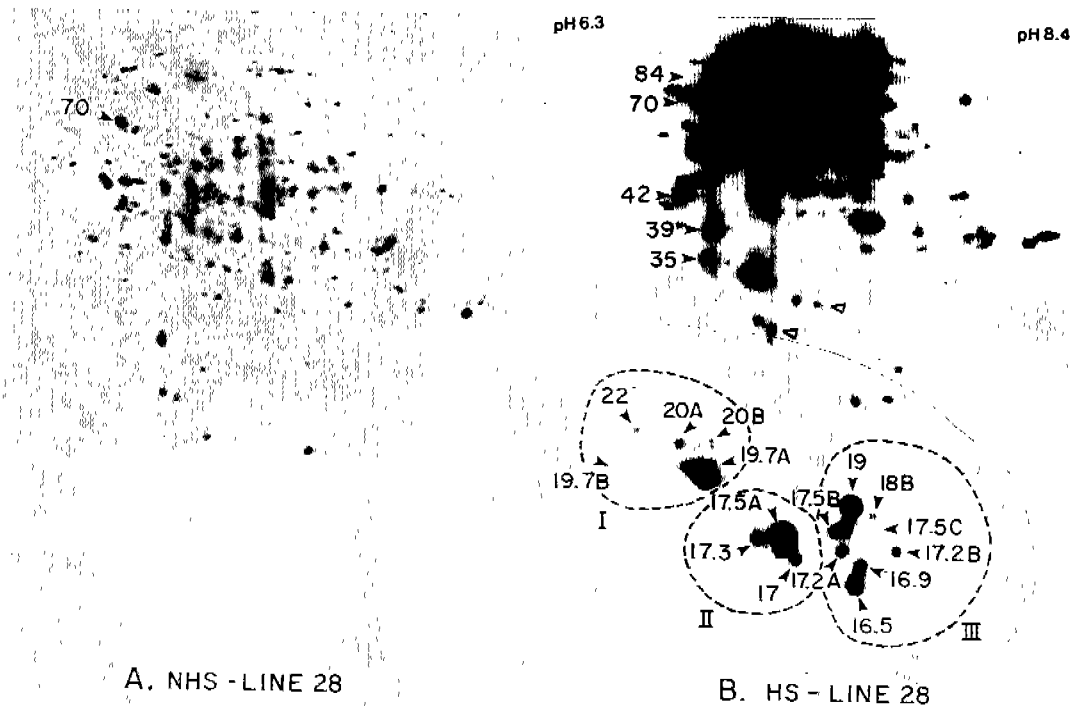 pH 6.3
pH 8.4
70
84
70
42
39
35
22
20A
20B
19.7A
19.7B
I
17.5A
17.3
17
II
17.5B
19
18B
17.5C
17.2B
17.2A
16.9
16.5
III
A. NHS - LINE 28
B. HS - LINE 28